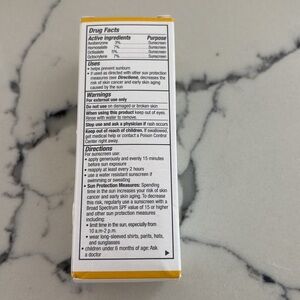 Drug Facts
Active ingredients Purpose
Avobenzone 3% Sunscreen
Homosalate 7% Sunscreen
Octisalate 5% Sunscreen
Octocrylene 7% Sunscreen
Uses
• helps prevent sunburn
• if used as directed with other sun protection
measures (see Directions), decreases the
risk of skin cancer and early skin aging
caused by the sun
Warnings
For external use only
Do not use on damaged or broken skin
When using this product keep out of eyes.
Rinse with water to remove.
Stop use and ask a physician if rash occurs
Keep out of reach of children. If swallowed,
get medical help or contact a Poison Control
Center right away.
Directions
For sunscreen use:
• apply generously and evenly 15 minutes
before sun exposure
• reapply at least every 2 hours
• use a water resistant sunscreen if
swimming or sweating
• Sun Protection Measures: Spending
time in the sun increases your risk of skin
cancer and early skin aging. To decrease
this risk, regularly use a sunscreen with a
Broad Spectrum SPF value of 15 or higher
and other sun protection measures
including:
• limit time in the sun, especially from
10 a.m-2 p.m.
• wear long-sleeved shirts, pants, hats,
and sunglasses
• children under 6 months of age: Ask
a doctor